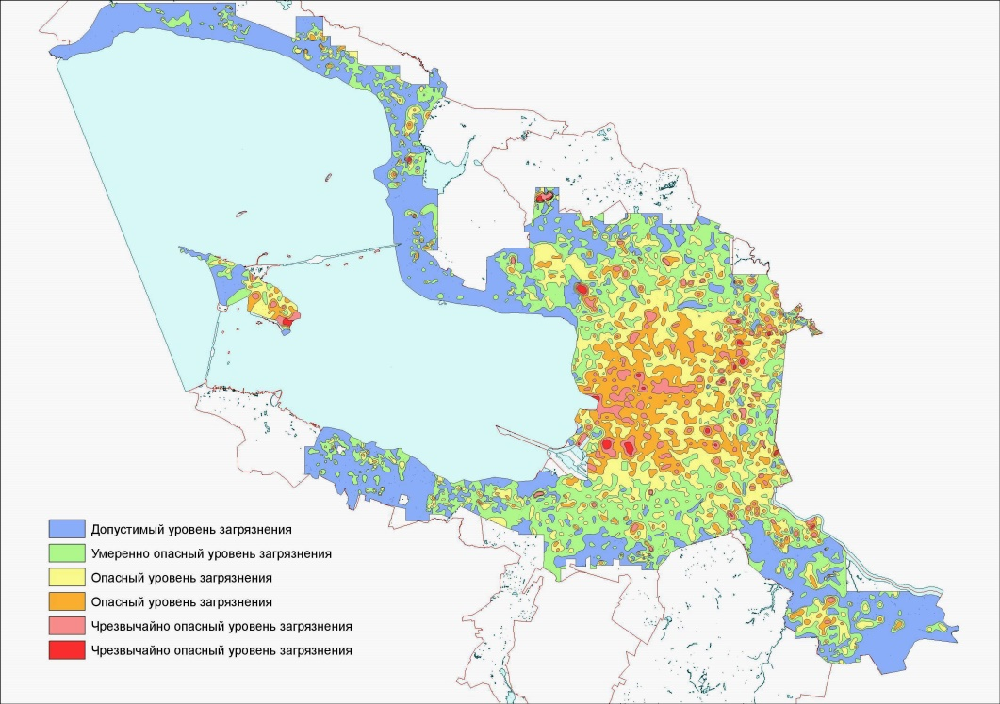 Допустимый уровень загрязнения
Умеренно опасный уровень загрязнения
Опасный уровень загрязнения
Опасный уровень загрязнения
Чрезвычайно опасный уровень загрязнения
Чрезвычайно опасный уровень загрязнения